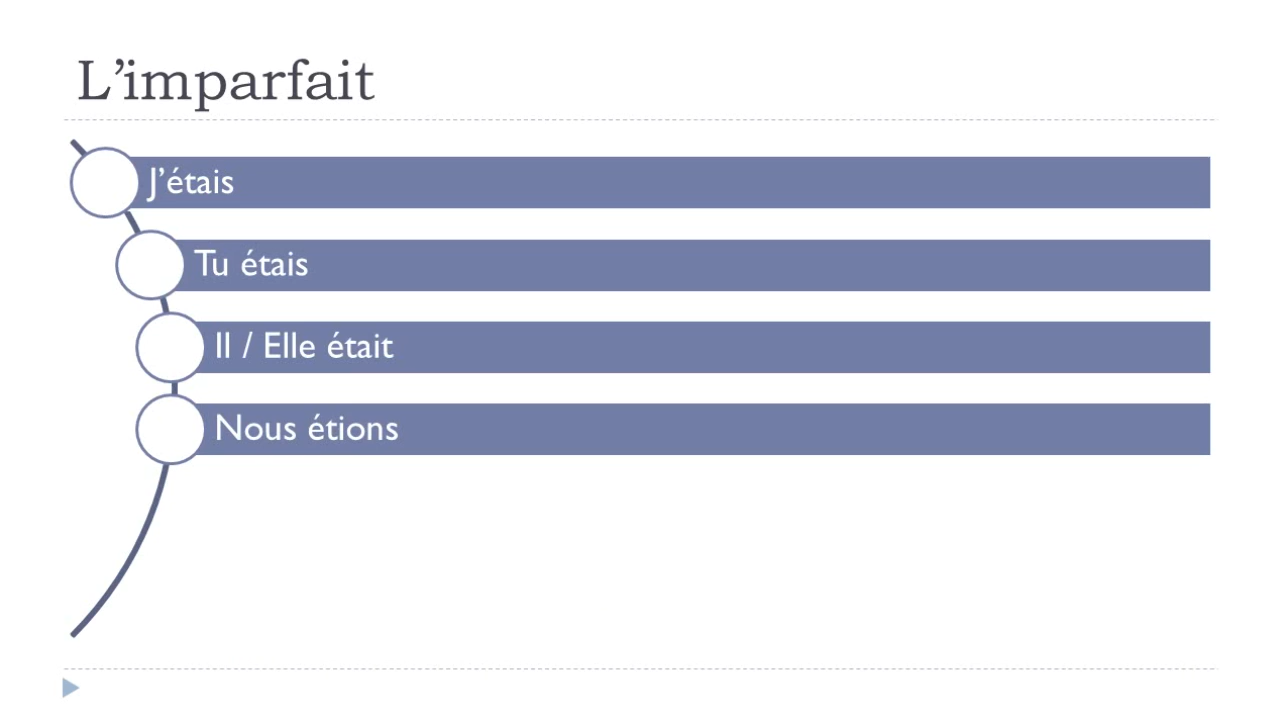 L’imparfait
J’étais
Tu étais
Il / Elle était
Nous étions